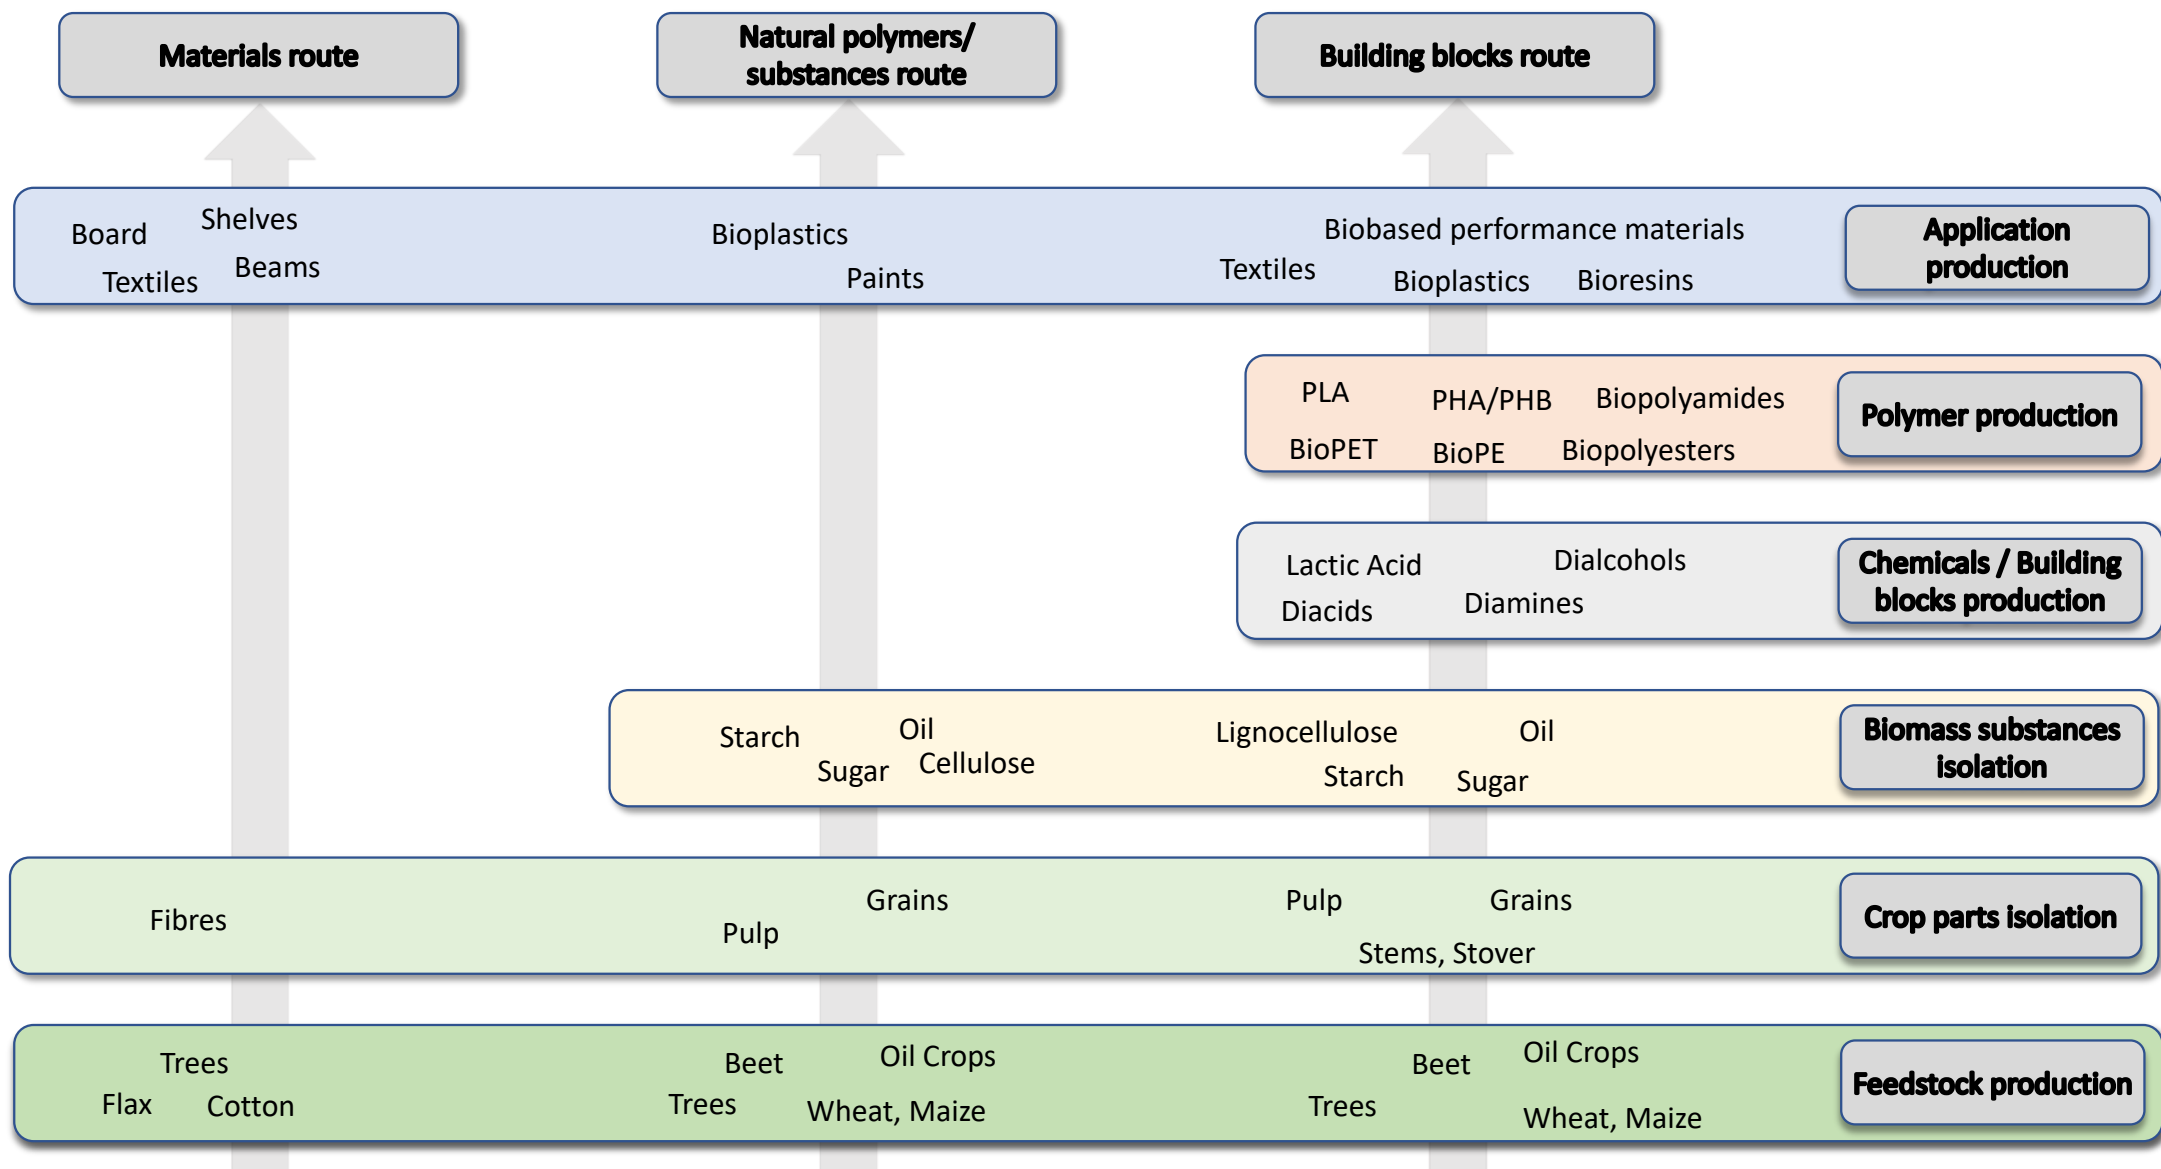 Materials route
Natural polymers/
substances route
Building blocks route
Board
Shelves
Textiles
Beams
Bioplastics
Paints
Biobased performance materials
Textiles
Bioplastics
Bioresins
Application
production
PLA
PHA/PHB
Biopolyamides
BioPET
BioPE
Biopolyesters
Polymer production
Lactic Acid
Dialcohols
Diacids
Diamines
Chemicals / Building
blocks production
Starch
Oil
Sugar
Cellulose
Lignocellulose
Oil
Starch
Sugar
Biomass substances
isolation
Fibres
Grains
Pulp
Pulp
Grains
Stems, Stover
Crop parts isolation
Trees
Flax
Cotton
Beet
Oil Crops
Trees
Wheat, Maize
Beet
Oil Crops
Trees
Wheat, Maize
Feedstock production